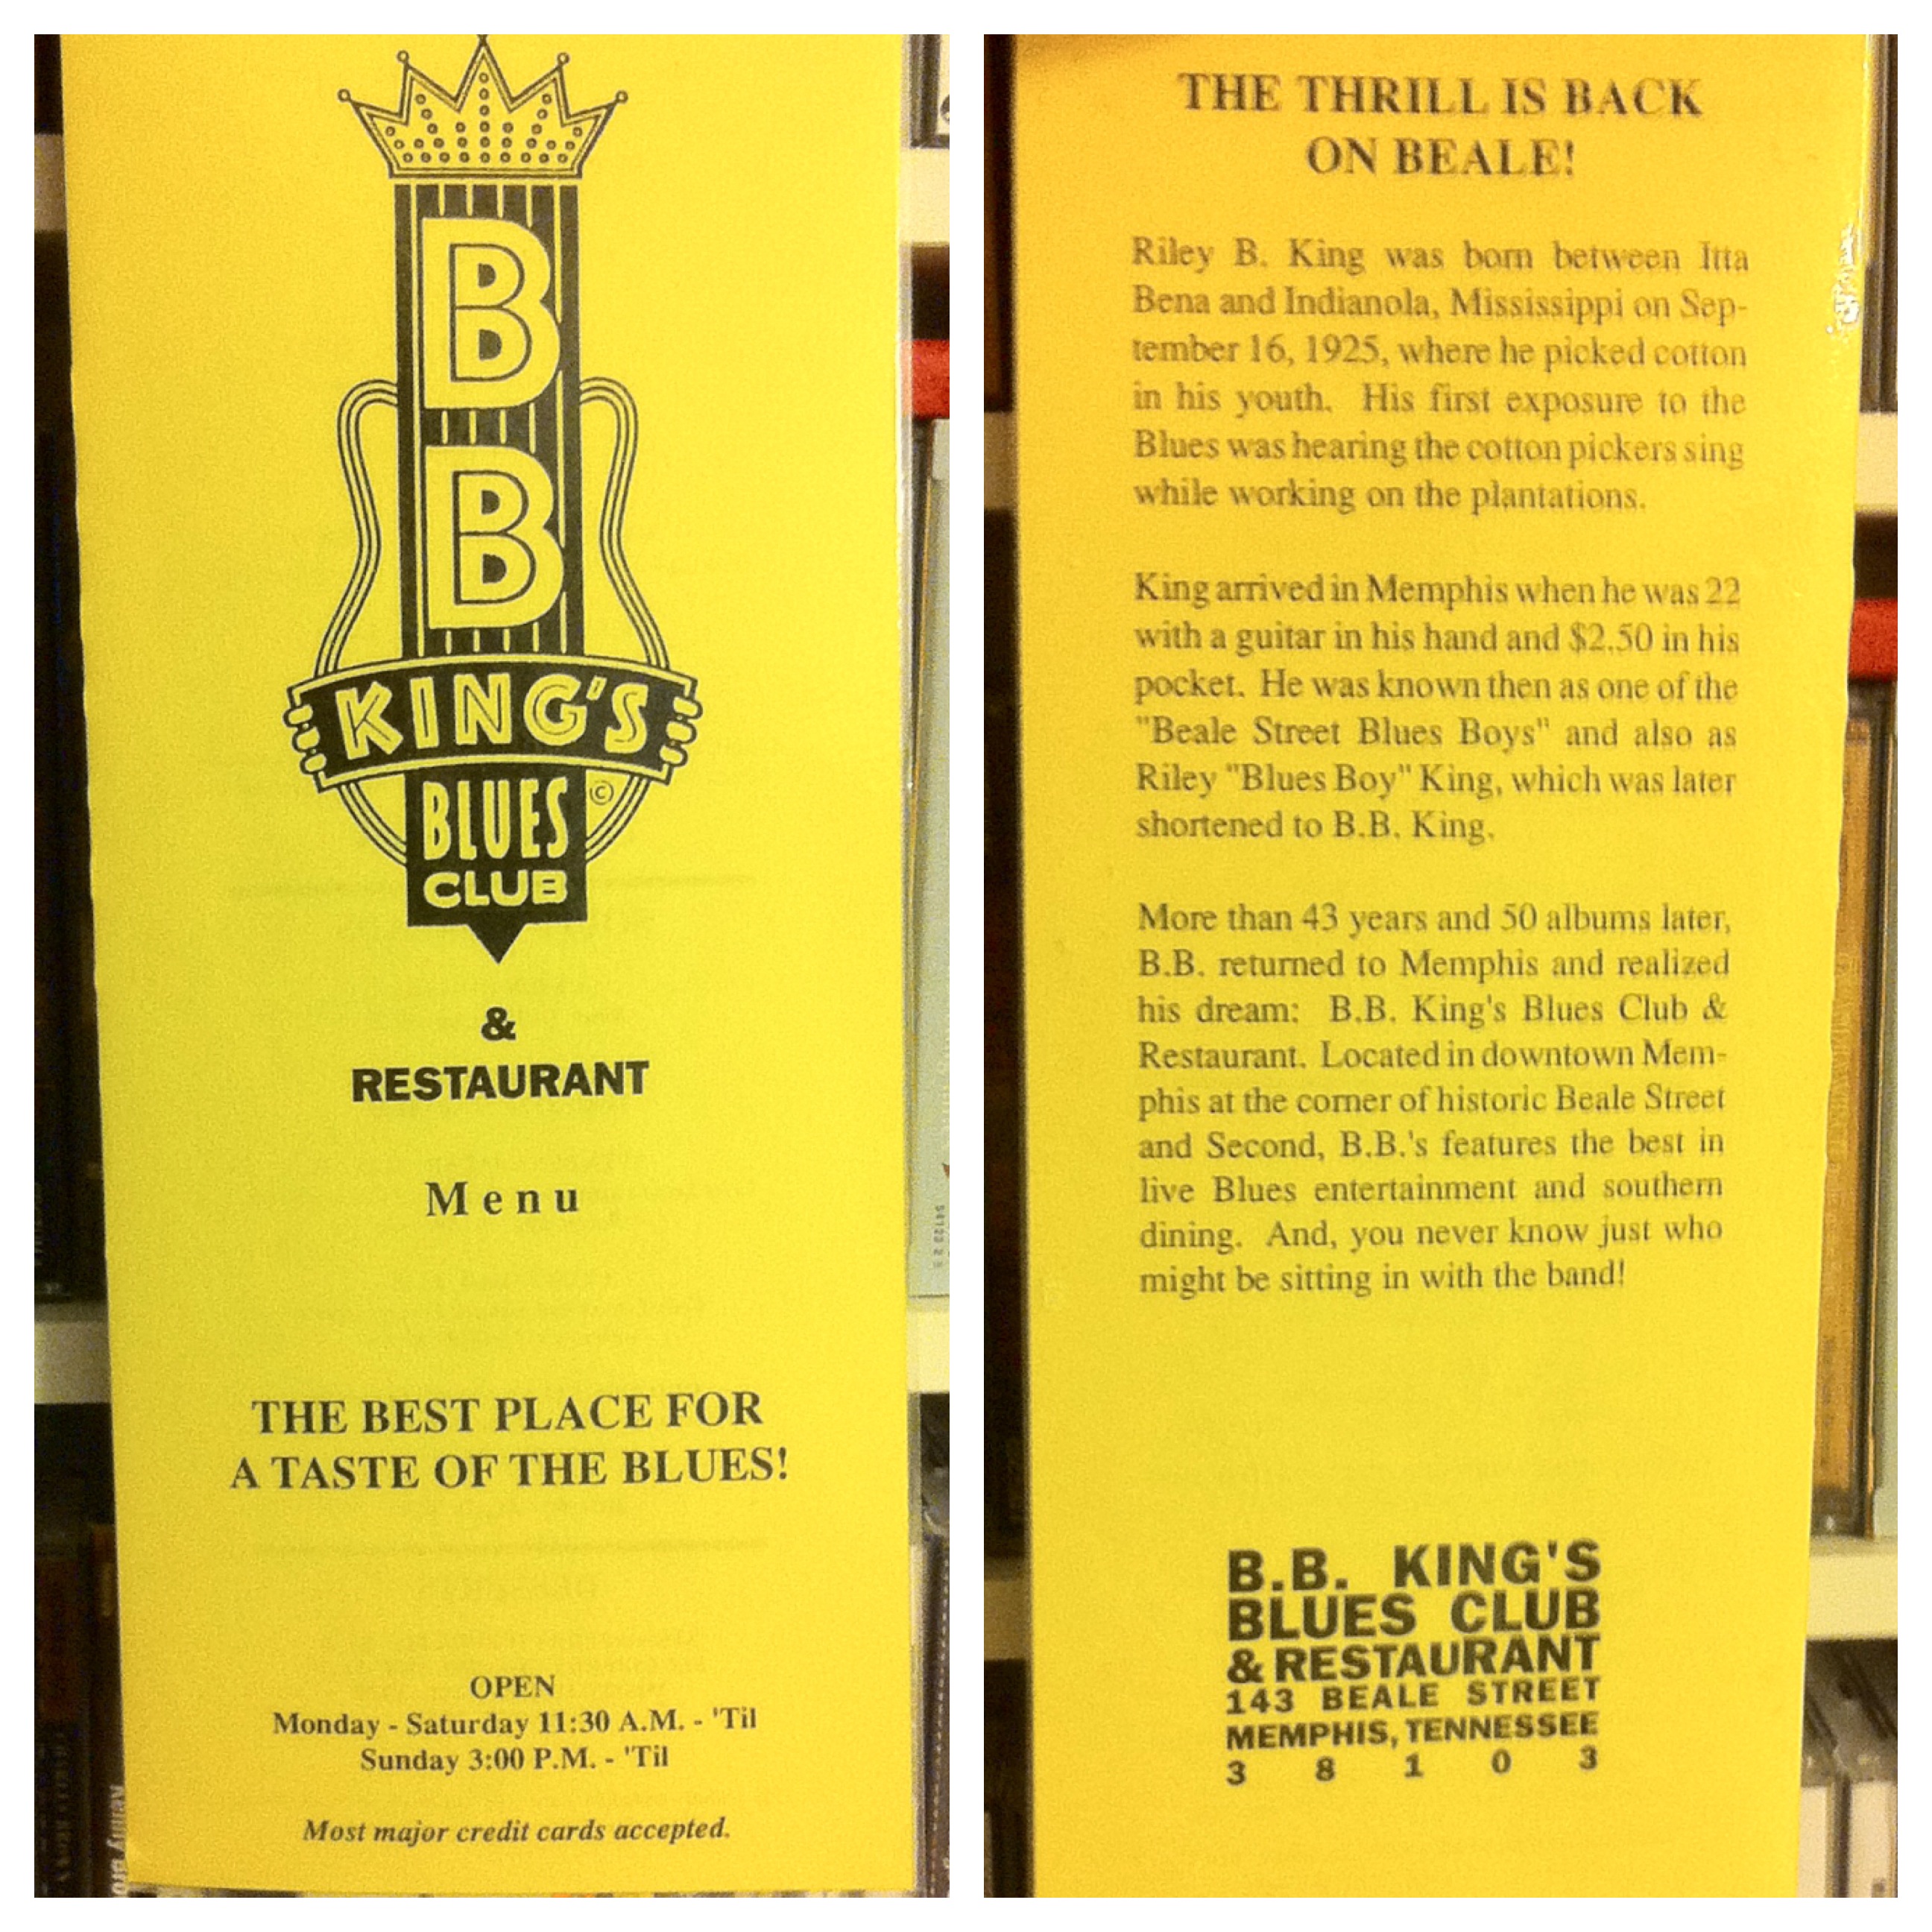 B
B
KING'S
BLUES ©
CLUB
&
RESTAURANT
Menu
THE BEST PLACE FOR
A TASTE OF THE BLUES!
OPEN
Monday - Saturday 11:30 A.M. - 'Til
Sunday 3:00 P.M. - 'Til
Most major credit cards accepted.
THE THRILL IS BACK
ON BEALE!
Riley B. King was born between Itta
Bena and Indianola, Mississippi on Sep-
tember 16, 1925, where he picked cotton
in his youth. His first exposure to the
Blues was hearing the cotton pickers sing
while working on the plantations.
King arrived in Memphis when he was 22
with a guitar in his hand and $2.50 in his
pocket. He was known then as one of the
"Beale Street Blues Boys" and also as
Riley "Blues Boy" King, which was later
shortened to B.B. King.
More than 43 years and 50 albums later,
B.B. returned to Memphis and realized
his dream: B.B. King's Blues Club &
Restaurant. Located in downtown Mem-
phis at the corner of historic Beale Street
and Second, B.B.'s features the best in
live Blues entertainment and southern
dining. And, you never know just who
might be sitting in with the band!
B.B. KING'S
BLUES CLUB
& RESTAURANT
143 BEALE STREET
MEMPHIS, TENNESSEE
3 8 1 0 3